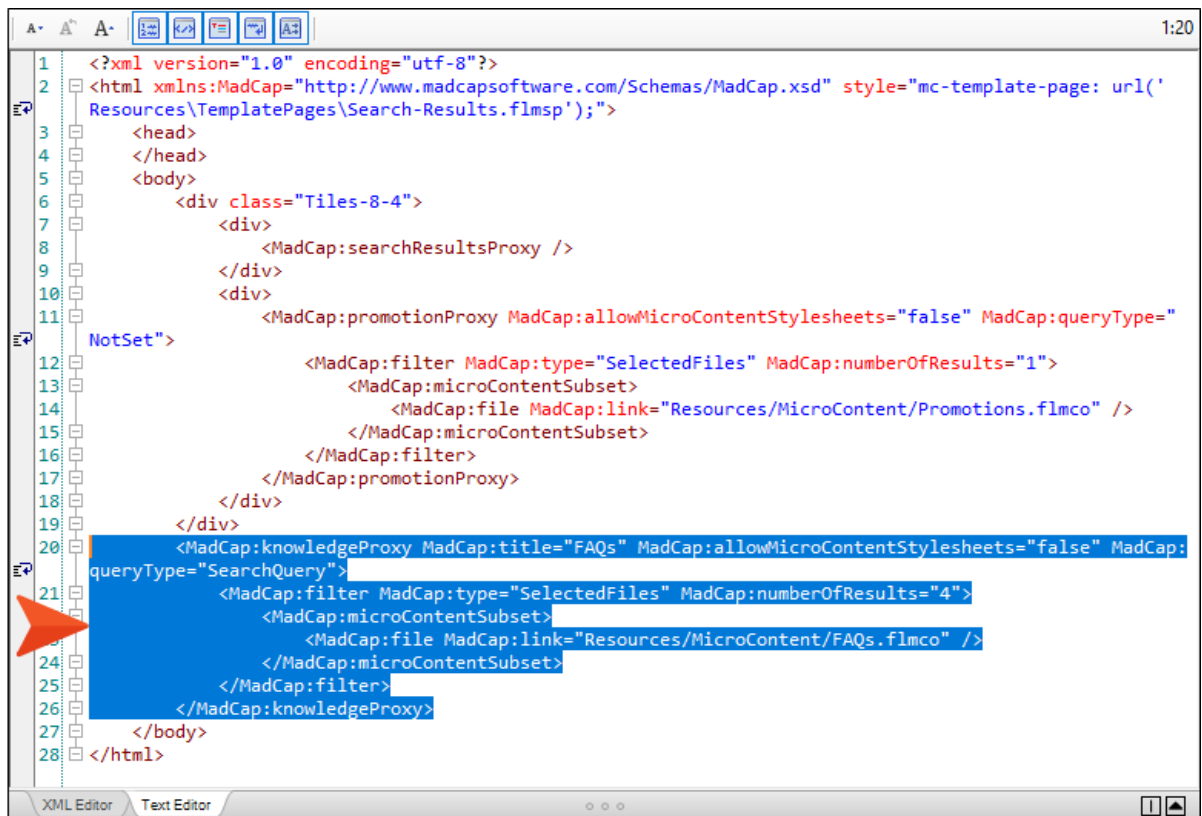 A A A 1:20
1 <?xml version="1.0" encoding="utf-8"?>
2 <html xmlns:MadCap="http://www.madcapsoftware.com/Schemas/MadCap.xsd" style="mc-template-page: url('
Resources\TemplatePages\Search-Results.flmsp');">
3 <head>
4 </head>
5 <body>
6 <div class="Tiles-8-4">
7 <div>
8 <MadCap:searchResultsProxy />
9 </div>
10 <div>
11 <MadCap:promotionProxy MadCap:allowMicroContentStylesheets="false" MadCap:queryType="
NotSet">
12 <MadCap:filter MadCap:type="SelectedFiles" MadCap:numberOfResults="1">
13 <MadCap:microContentSubset>
14 <MadCap:file MadCap:link="Resources/MicroContent/Promotions.flmco" />
15 </MadCap:microContentSubset>
16 </MadCap:filter>
17 </MadCap:promotionProxy>
18 </div>
19 </div>
20 <MadCap:knowledgeProxy MadCap:title="FAQs" MadCap:allowMicroContentStylesheets="false" MadCap:
queryType="SearchQuery">
21 <MadCap:filter MadCap:type="SelectedFiles" MadCap:numberOfResults="4">
<MadCap:microContentSubset>
<MadCap:file MadCap:link="Resources/MicroContent/FAQs.flmco" />
24 </MadCap:microContentSubset>
25 </MadCap:filter>
26 </MadCap:knowledgeProxy>
27 </body>
28 </html>
XML Editor Text Editor